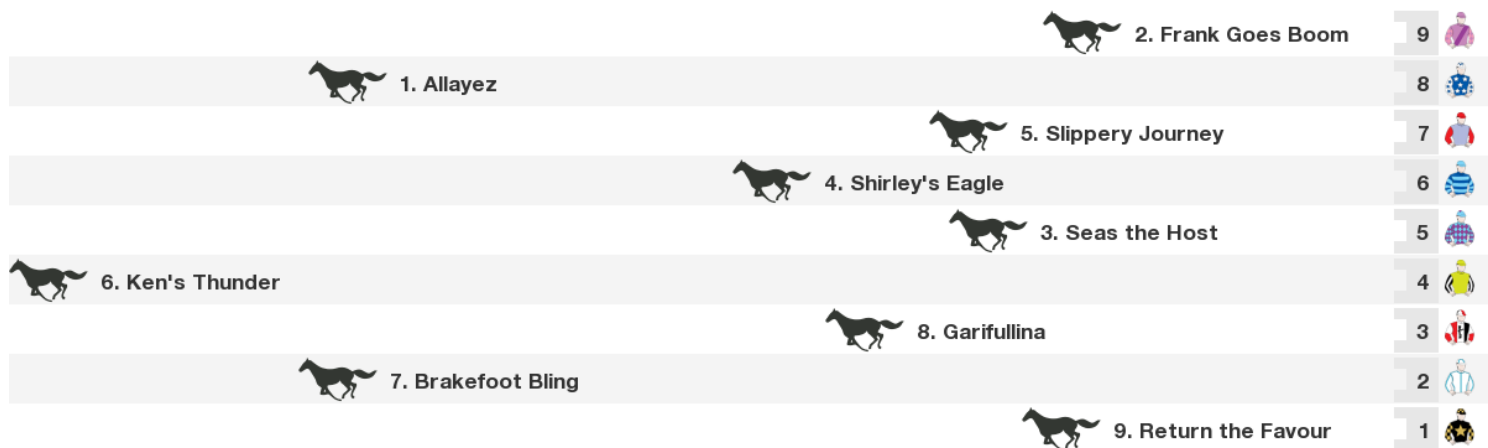 2. Frank Goes Boom 9
1. Allayez 8
5. Slippery Journey 7
4. Shirley's Eagle 6
3. Seas the Host 5
6. Ken's Thunder 4
8. Garifullina 3
7. Brakefoot Bling 2
9. Return the Favour 1